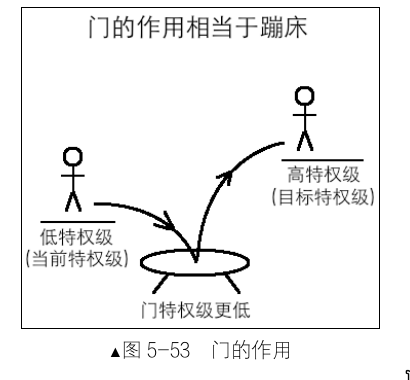 门的作用相当于蹦床
高特权级
(目标特权级)
低特权级
(当前特权级)
门特权级更低
▲图 5-53 门的作用